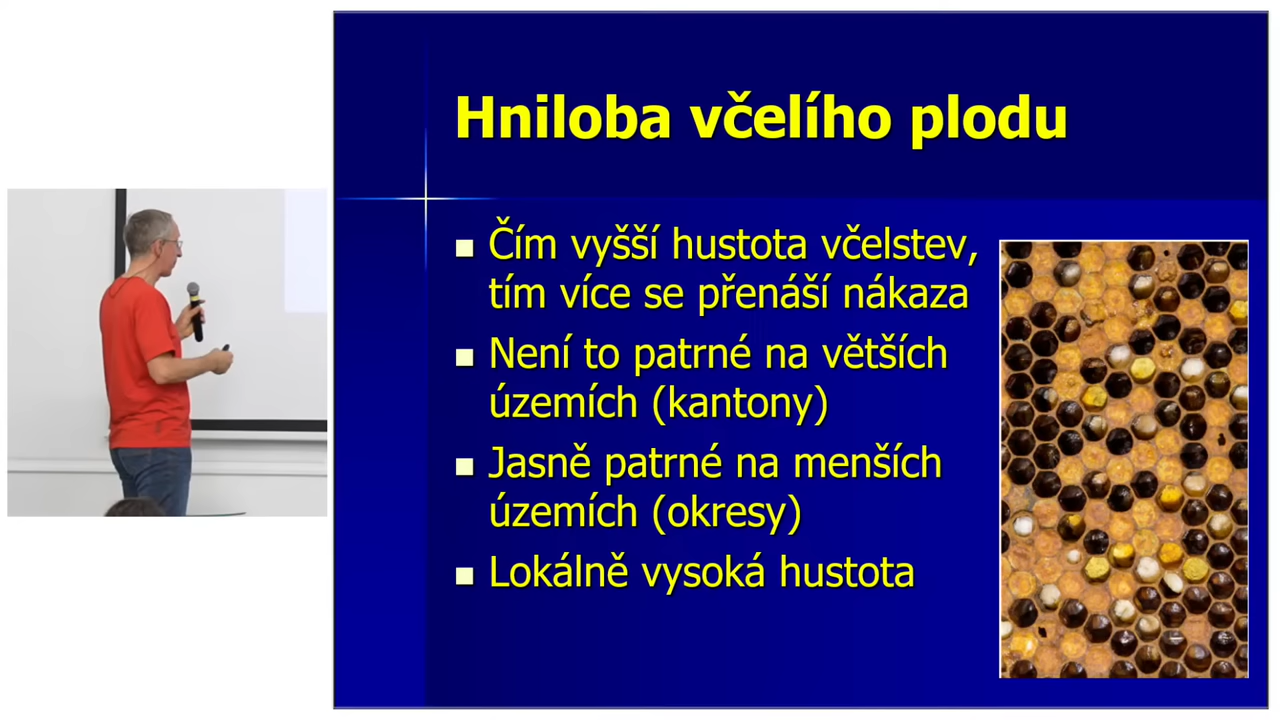 Hniloba včelího plodu
Čím vyšší hustota včelstev,
tím více se přenáší nákaza
Není to patrné na větších
územích (kantony)
Jasně patrné na menších
územích (okresy)
Lokálně vysoká hustota